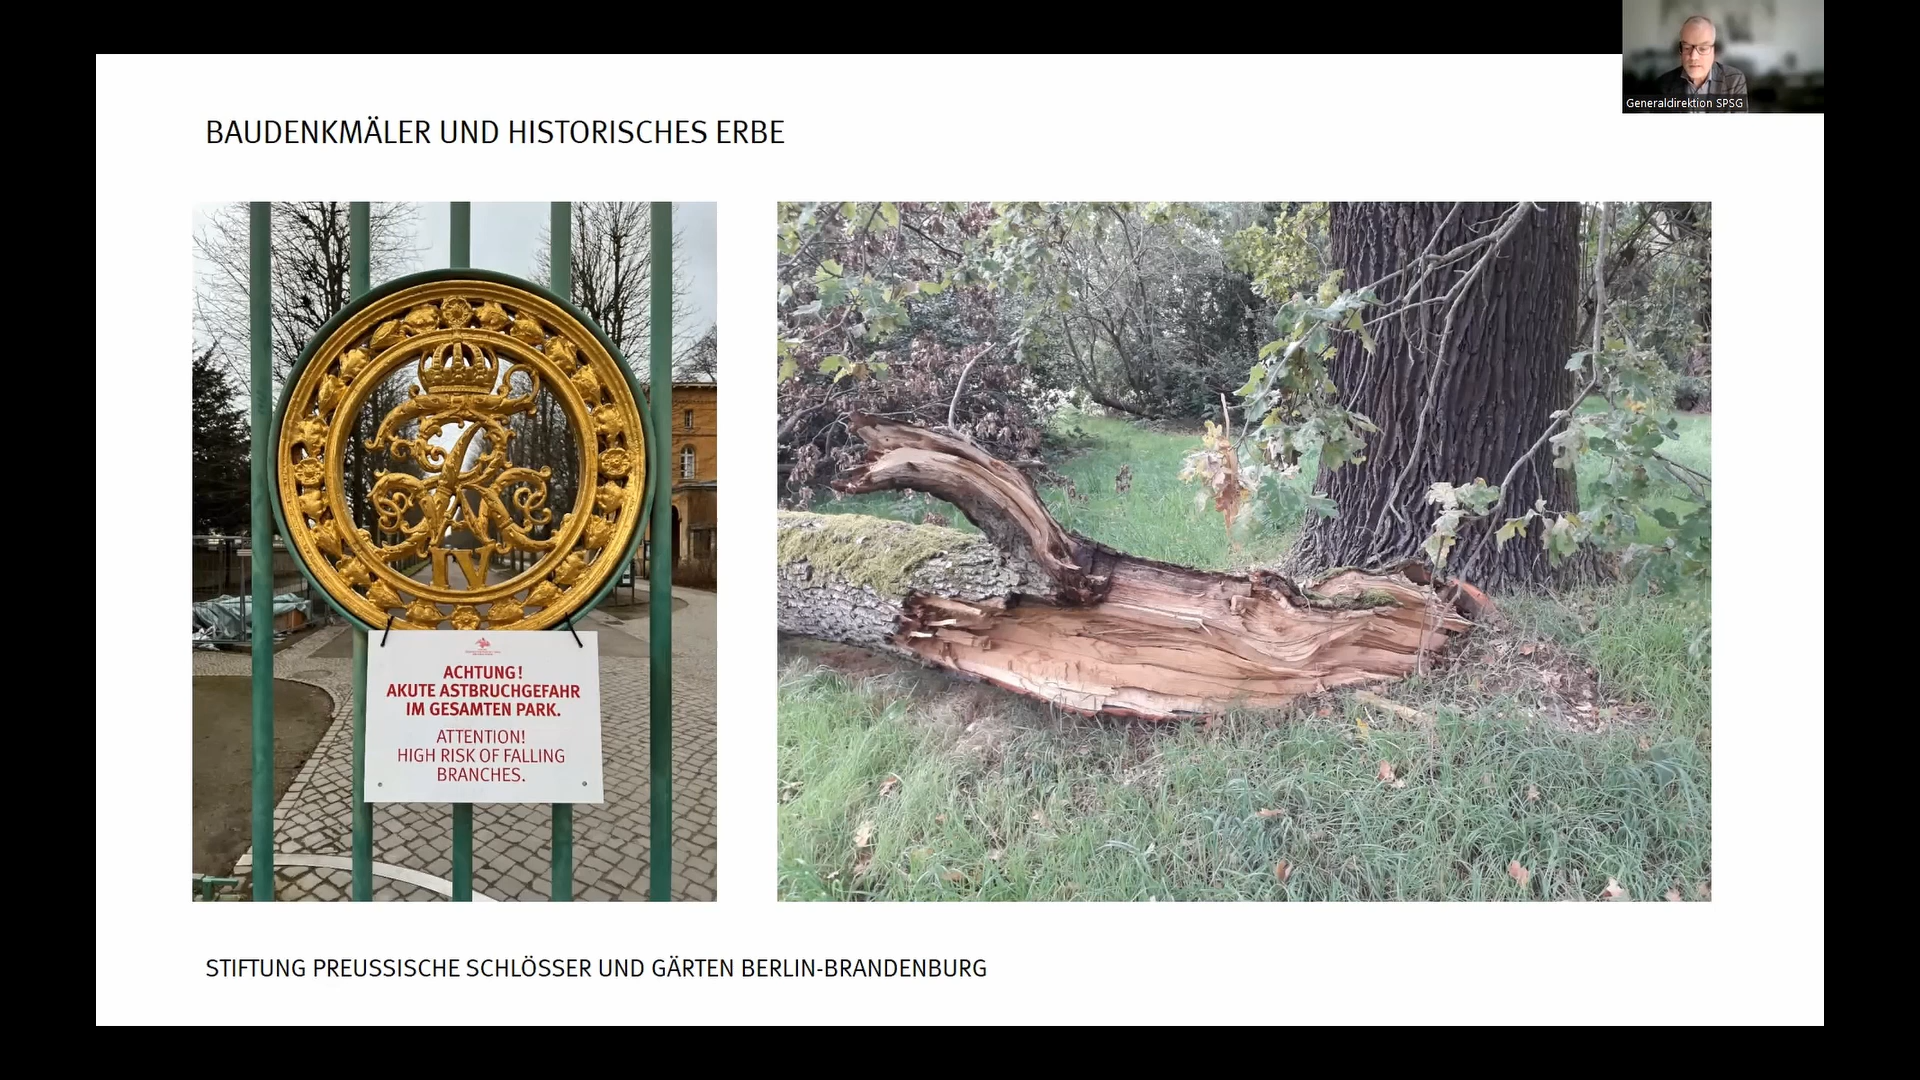 Generaldirektion SPSG
BAUDENKMÄLER UND HISTORISCHES ERBE
IV
ACHTUNG!
AKUTE ASTBRUCHGEFAHR
IM GESAMTEN PARK.
ATTENTION!
HIGH RISK OF FALLING
BRANCHES.
STIFTUNG PREUSSISCHE SCHLÖSSER UND GÄRTEN BERLIN-BRANDENBURG